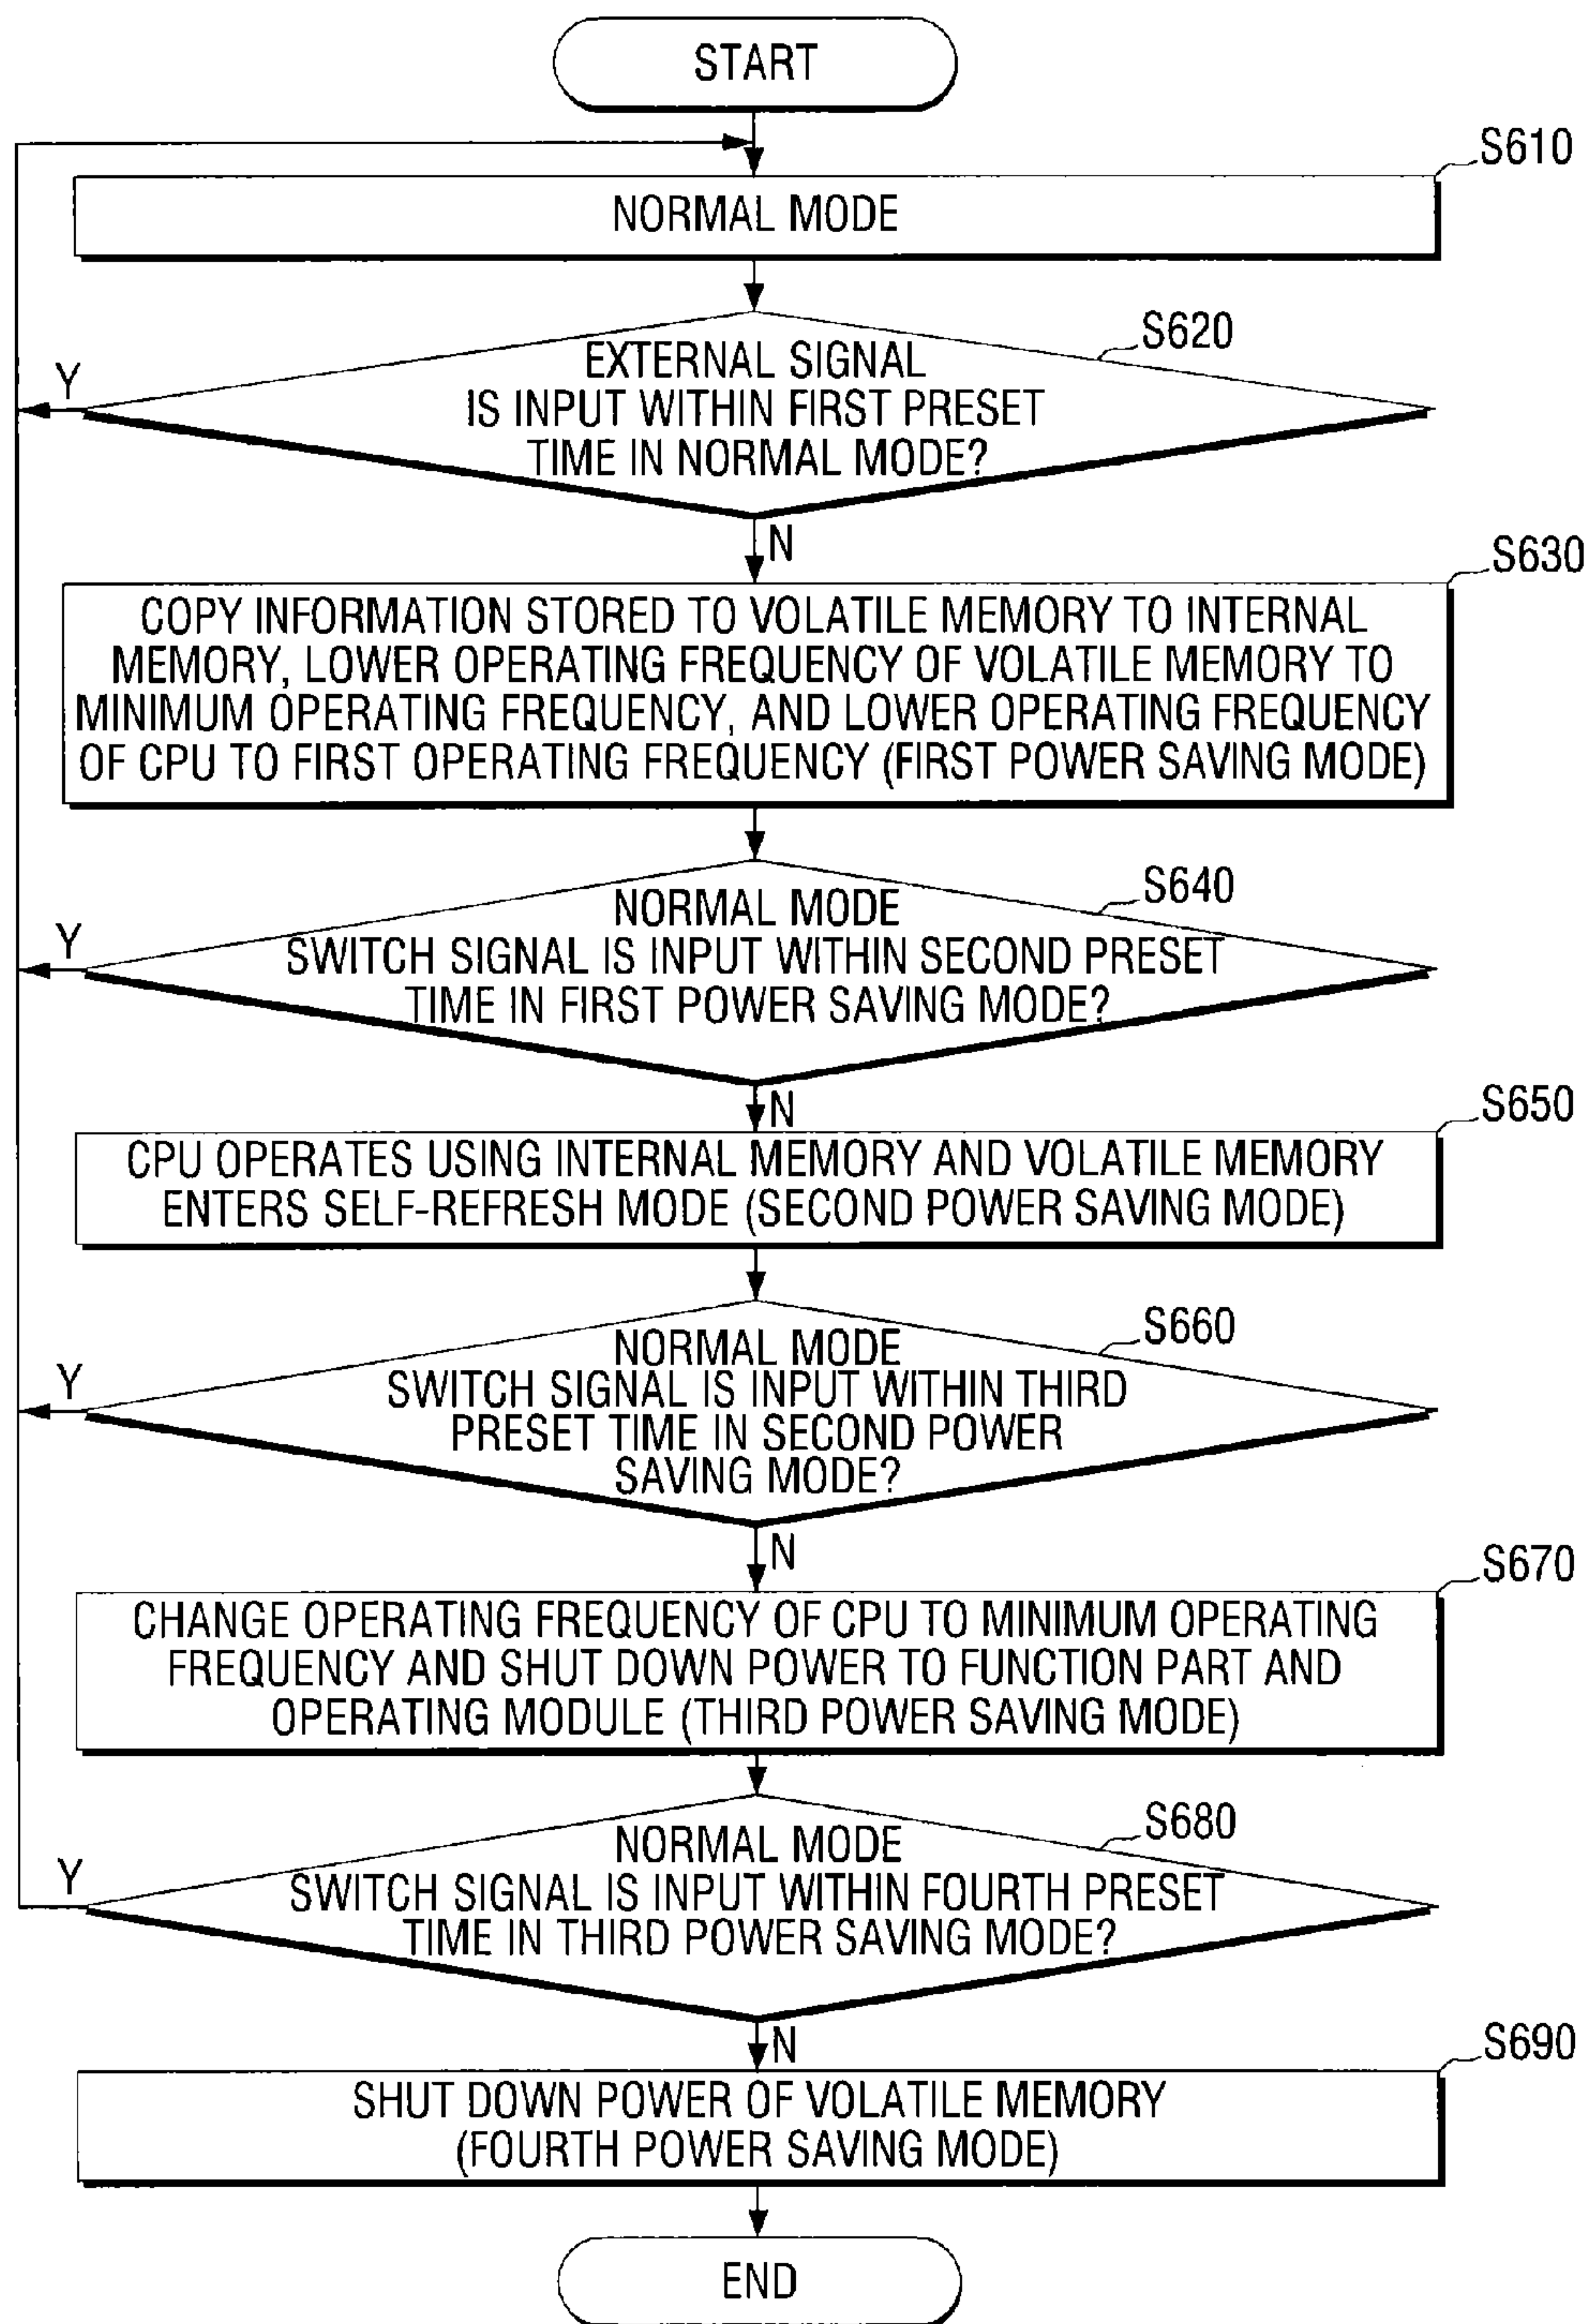 START
S610
NORMAL MODE
S620
EXTERNAL SIGNAL
IS INPUT WITHIN FIRST PRESET
TIME IN NORMAL MODE?
Y
N
S630
COPY INFORMATION STORED TO VOLATILE MEMORY TO INTERNAL
MEMORY, LOWER OPERATING FREQUENCY OF VOLATILE MEMORY TO
MINIMUM OPERATING FREQUENCY, AND LOWER OPERATING FREQUENCY
OF CPU TO FIRST OPERATING FREQUENCY (FIRST POWER SAVING MODE)
S640
NORMAL MODE
SWITCH SIGNAL IS INPUT WITHIN SECOND PRESET
TIME IN FIRST POWER SAVING MODE?
Y
N
S650
CPU OPERATES USING INTERNAL MEMORY AND VOLATILE MEMORY
ENTERS SELF-REFRESH MODE (SECOND POWER SAVING MODE)
S660
NORMAL MODE
SWITCH SIGNAL IS INPUT WITHIN THIRD
PRESET TIME IN SECOND POWER
SAVING MODE?
Y
N
S670
CHANGE OPERATING FREQUENCY OF CPU TO MINIMUM OPERATING
FREQUENCY AND SHUT DOWN POWER TO FUNCTION PART AND
OPERATING MODULE (THIRD POWER SAVING MODE)
S680
NORMAL MODE
SWITCH SIGNAL IS INPUT WITHIN FOURTH PRESET
TIME IN THIRD POWER SAVING MODE?
Y
N
S690
SHUT DOWN POWER OF VOLATILE MEMORY
(FOURTH POWER SAVING MODE)
END